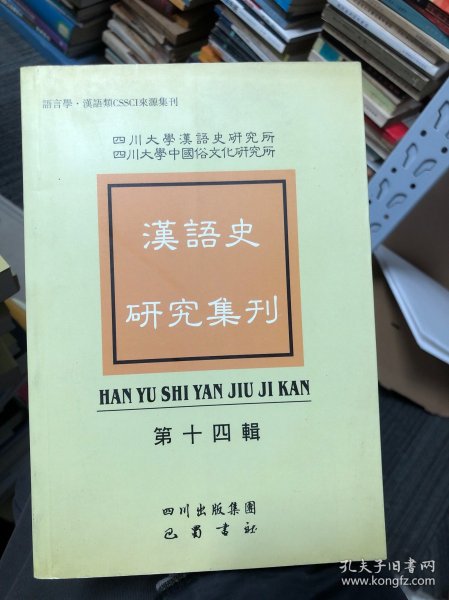 語言學·漢語類CSSCI來源集刊
四川大學漢語史研究所
四川大學中國俗文化研究所
漢語史
研究集刊
HAN YU SHI YAN JIU JI KAN
第十四輯
四川出版集團
巴蜀書社
孔夫子旧书网
www.kongfz.com